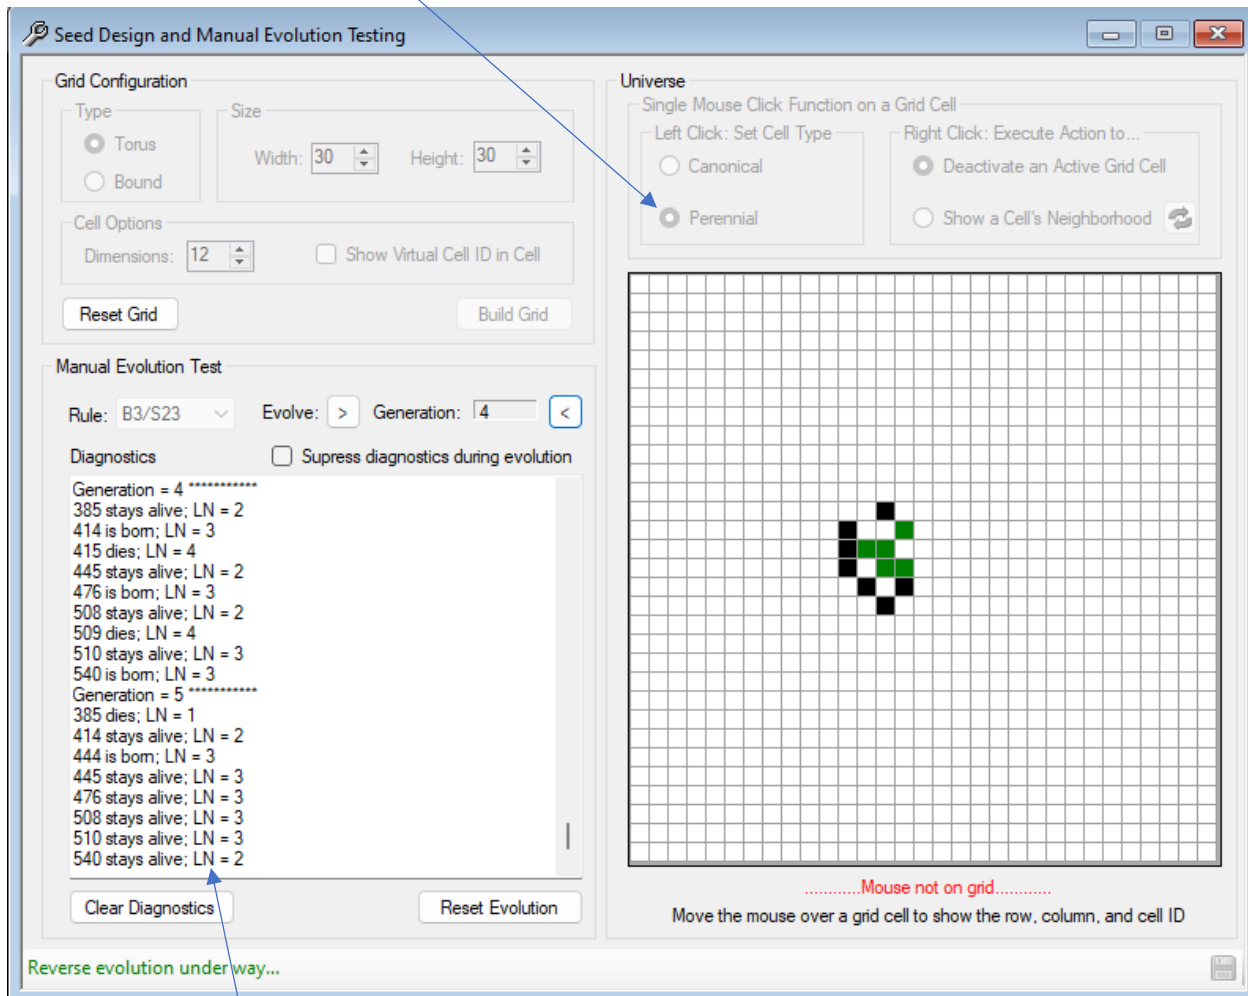 Seed Design and Manual Evolution Testing
Grid Configuration
Type
Torus
Bound
Size
Width: 30
Height: 30
Cell Options
Dimensions: 12
Show Virtual Cell ID in Cell
Reset Grid
Build Grid
Manual Evolution Test
Rule: B3/S23
Evolve: >
Generation: 4
<
Diagnostics
Supress diagnostics during evolution
Generation = 4 ***********
385 stays alive; LN = 2
414 is born; LN = 3
415 dies; LN = 4
445 stays alive; LN = 2
476 is born; LN = 3
508 stays alive; LN = 2
509 dies; LN = 4
510 stays alive; LN = 3
540 is born; LN = 3
Generation = 5 ***********
385 dies; LN = 1
414 stays alive; LN = 2
444 is born; LN = 3
445 stays alive; LN = 3
476 stays alive; LN = 3
508 stays alive; LN = 3
510 stays alive; LN = 3
540 stays alive; LN = 2
Clear Diagnostics
Reset Evolution
Universe
Single Mouse Click Function on a Grid Cell
Left Click: Set Cell Type
Canonical
Perennial
Right Click: Execute Action to...
Deactivate an Active Grid Cell
Show a Cell's Neighborhood
............Mouse not on grid............
Move the mouse over a grid cell to show the row, column, and cell ID
Reverse evolution under way...